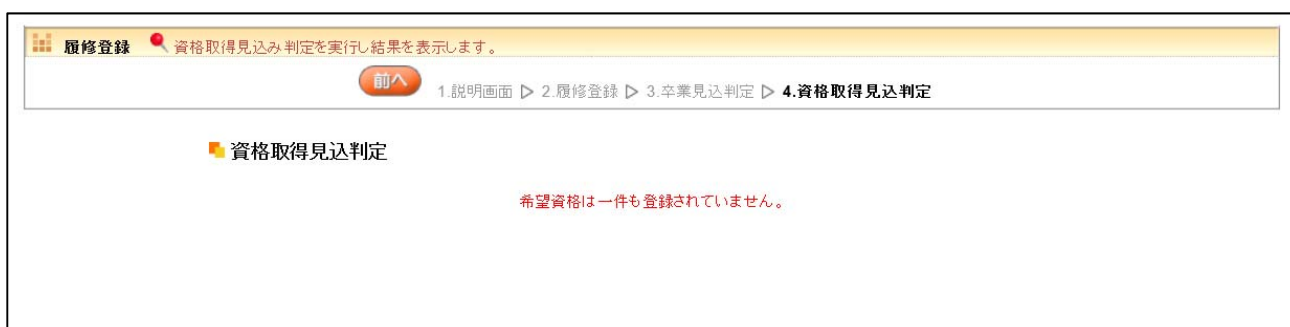 履修登録 資格取得見込み判定を実行し結果を表示します。
前へ 1.説明画面 ▷ 2.履修登録 ▷ 3.卒業見込判定 ▷ 4.資格取得見込判定
資格取得見込判定
希望資格は一件も登録されていません。